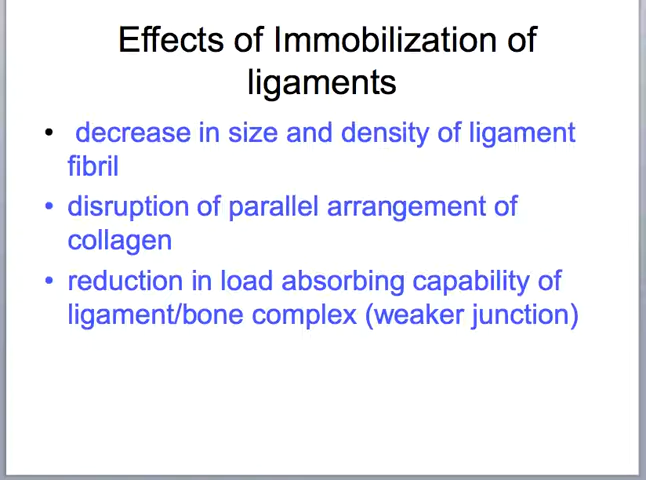 Effects of Immobilization of
ligaments
• decrease in size and density of ligament
fibril
• disruption of parallel arrangement of
collagen
• reduction in load absorbing capability of
ligament/bone complex (weaker junction)